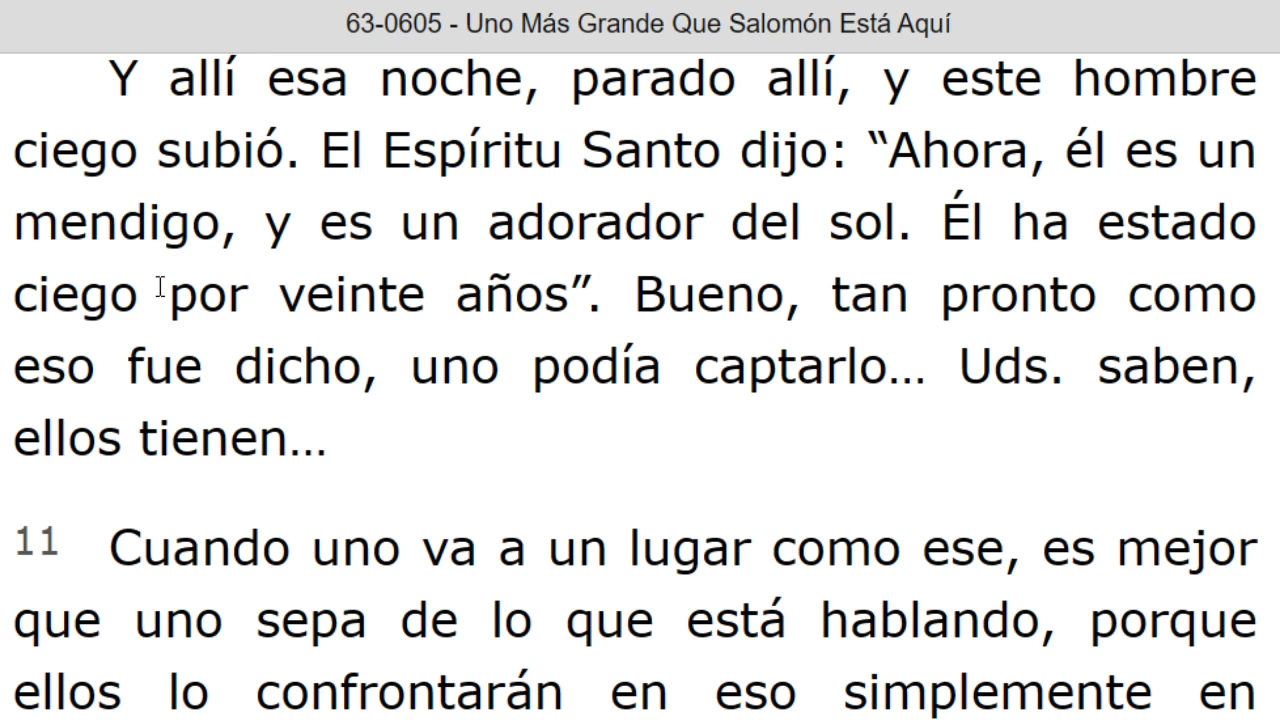 63-0605 - Uno Más Grande Que Salomón Está Aquí
Y allí esa noche, parado allí, y este hombre
ciego subió. El Espíritu Santo dijo: “Ahora, él es un
mendigo, y es un adorador del sol. Él ha estado
ciego por veinte años”. Bueno, tan pronto como
eso fue dicho, uno podía captarlo… Uds. saben,
ellos tienen…
11 Cuando uno va a un lugar como ese, es mejor
que uno sepa de lo que está hablando, porque
ellos lo confrontarán en eso simplemente en